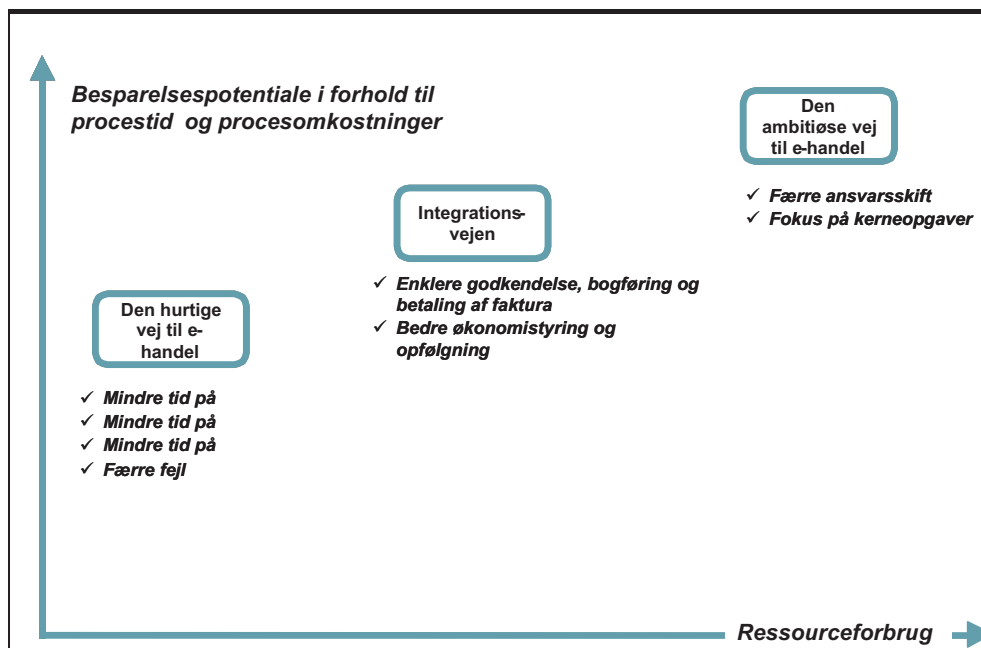 Besparelsespotentiale i forhold til
procestid og procesomkostninger
Den
ambitiøse vej
til e-handel
✓ Færre ansvarsskift
✓ Fokus på kerneopgaver
Integrations-
vejen
✓ Enklere godkendelse, bogføring og
betaling af faktura
✓ Bedre økonomistyring og
opfølgning
Den hurtige
vej til e-
handel
✓ Mindre tid på
✓ Mindre tid på
✓ Mindre tid på
✓ Færre fejl
Ressourceforbrug